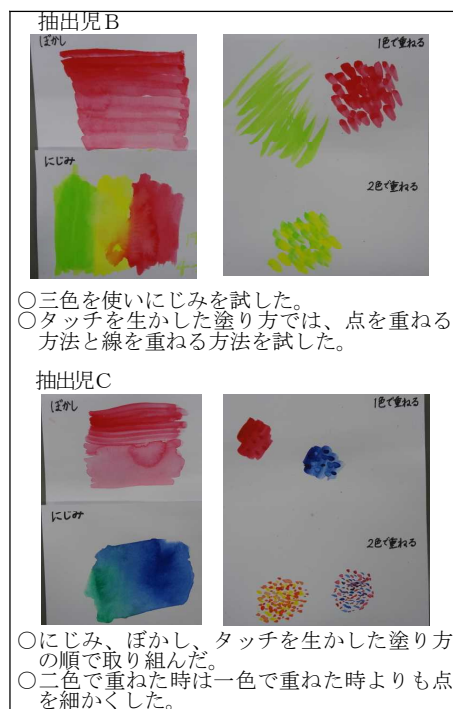 抽出児B
ぼかし
1色で重ねる
にじみ
2色で重ねる
○三色を使いにじみを試した。
○タッチを生かした塗り方では、点を重ねる
方法と線を重ねる方法を試した。
抽出児C
ぼかし
1色で重ねる
にじみ
2色で重ねる
○にじみ、ぼかし、タッチを生かした塗り方
の順で取り組んだ。
○二色で重ねた時は一色で重ねた時よりも点
を細かくした。